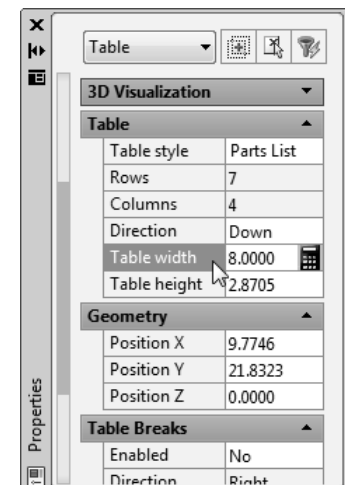 Table
3D Visualization
Table
Table style Parts List
Rows 7
Columns 4
Direction Down
Table width 8.0000
Table height 2.8705
Geometry
Position X 9.7746
Position Y 21.8323
Position Z 0.0000
Table Breaks
Enabled No
Direction Right
Properties